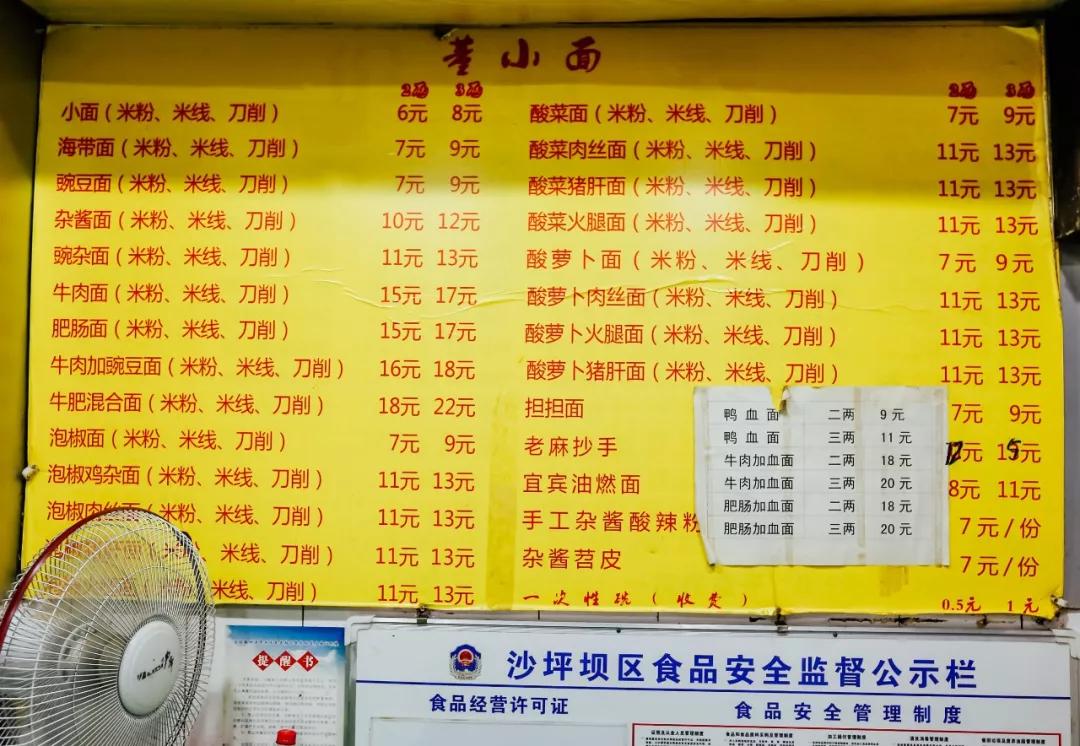 董小面
2两 3两
小面（米粉、米线、刀削） 6元 8元
海带面（米粉、米线、刀削） 7元 9元
豌豆面（米粉、米线、刀削） 7元 9元
杂酱面（米粉、米线、刀削） 10元 12元
豌杂面（米粉、米线、刀削） 11元 13元
牛肉面（米粉、米线、刀削） 15元 17元
肥肠面（米粉、米线、刀削） 15元 17元
牛肉加豌豆面（米粉、米线、刀削） 16元 18元
牛肥混合面（米粉、米线、刀削） 18元 22元
泡椒面（米粉、米线、刀削） 7元 9元
泡椒鸡杂面（米粉、米线、刀削） 11元 13元
泡椒肉丝面（米粉、米线、刀削） 11元 13元
米线、刀削） 11元 13元
米线、刀削） 11元 13元
2两 3两
酸菜面（米粉、米线、刀削） 7元 9元
酸菜肉丝面（米粉、米线、刀削） 11元 13元
酸菜猪肝面（米粉、米线、刀削） 11元 13元
酸菜火腿面（米粉、米线、刀削） 11元 13元
酸萝卜面（米粉、米线、刀削） 7元 9元
酸萝卜肉丝面（米粉、米线、刀削） 11元 13元
酸萝卜火腿面（米粉、米线、刀削） 11元 13元
酸萝卜猪肝面（米粉、米线、刀削） 11元 13元
担担面 7元 9元
老麻抄手 12元 15元
宜宾油燃面 8元 11元
手工杂酱酸辣粉 7元/份
杂酱苕皮 7元/份
一次性碗（收费） 0.5元 1元
鸭血面 二两 9元
鸭血面 三两 11元
牛肉加血面 二两 18元
牛肉加血面 三两 20元
肥肠加血面 二两 18元
肥肠加血面 三两 20元
提醒书
沙坪坝区食品安全监督公示栏
食品经营许可证
食品安全管理制度